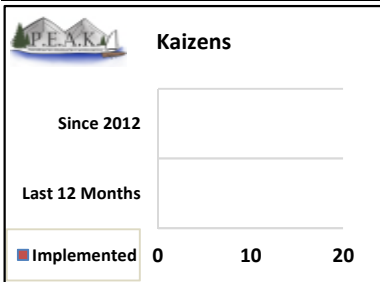 P.E.A.K.
Kaizens
Since 2012
Last 12 Months
Implemented 0 10 20